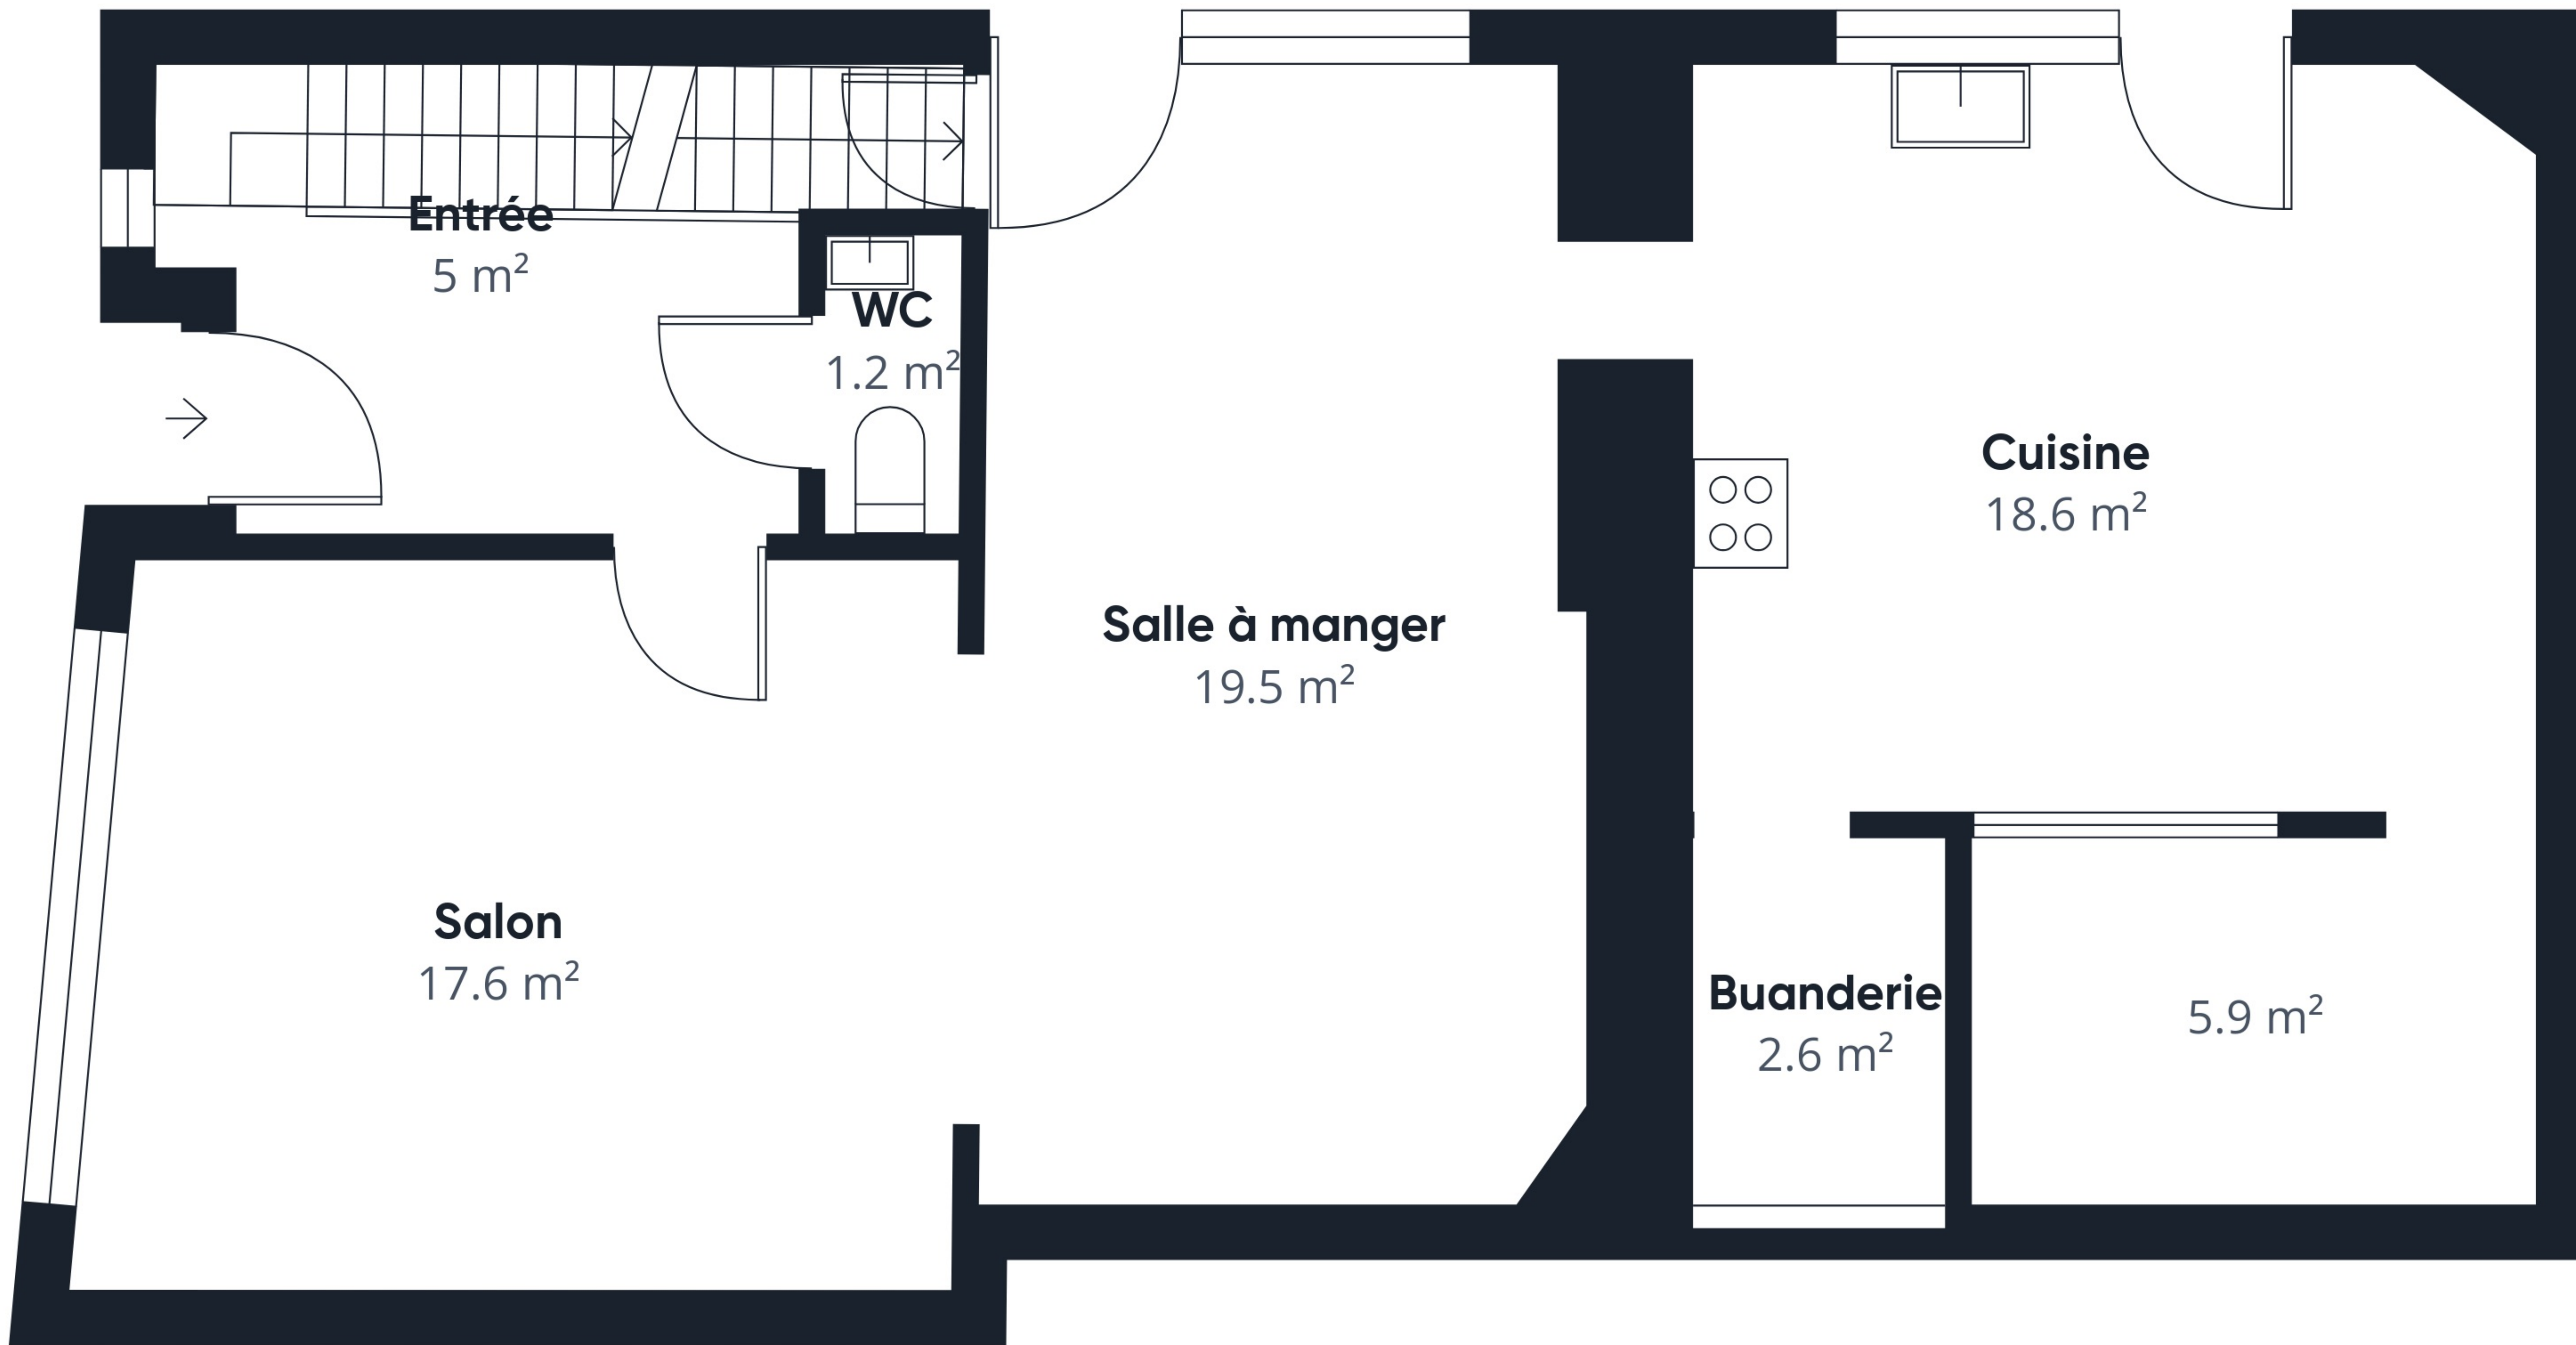 Entrée
5 m²
WC
1.2 m²
Cuisine
18.6 m²
Salle à manger
19.5 m²
Salon
17.6 m²
Buanderie
2.6 m²
5.9 m²